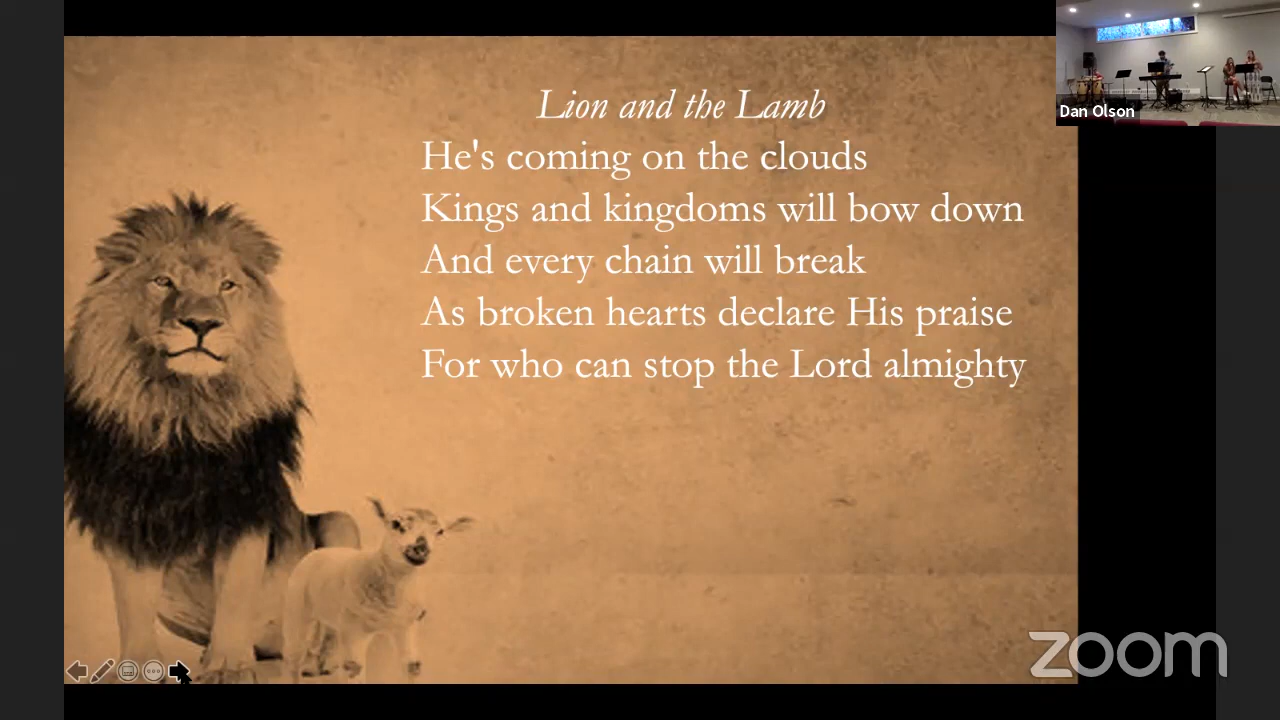 Lion and the Lamb
He's coming on the clouds
Kings and kingdoms will bow down
And every chain will break
As broken hearts declare His praise
For who can stop the Lord almighty
Dan Olson
zoom